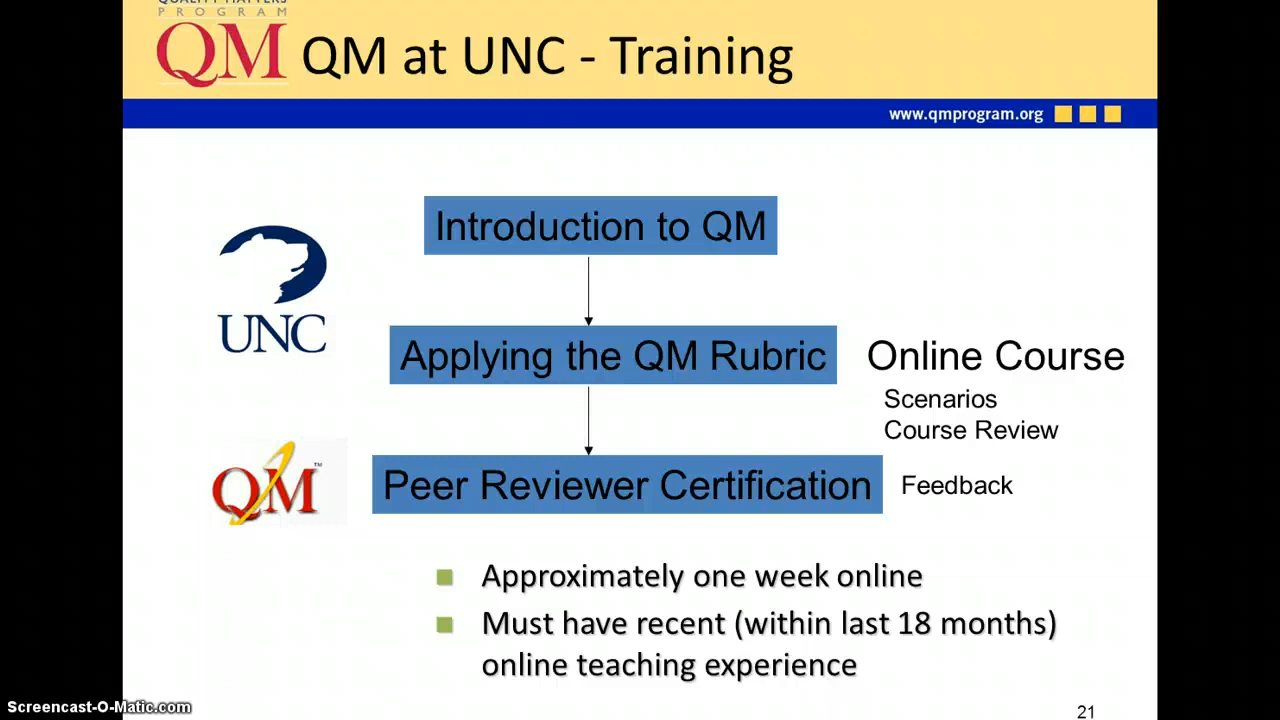 QUALITY MATTERS
PROGRAM
QM QM at UNC - Training
www.qmprogram.org
Introduction to QM
UNC
Applying the QM Rubric
Online Course
Scenarios
Course Review
QM™
Peer Reviewer Certification
Feedback
Approximately one week online
Must have recent (within last 18 months)
online teaching experience
Screencast-O-Matic.com
21